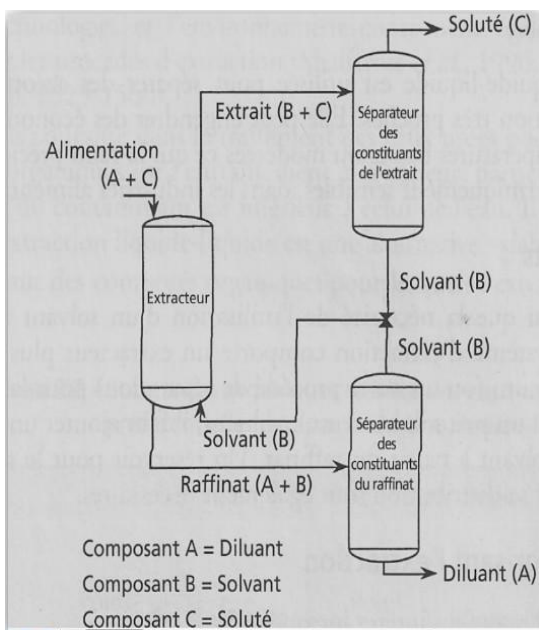 Soluté (C)
Extrait (B + C)
Séparateur
des
constituants
de l'extrait
Alimentation
(A + C)
Extracteur
Solvant (B)
Solvant (B)
Solvant (B)
Raffinat (A + B)
Séparateur
des
constituants
du raffinat
Diluant (A)
Composant A = Diluant
Composant B = Solvant
Composant C = Soluté